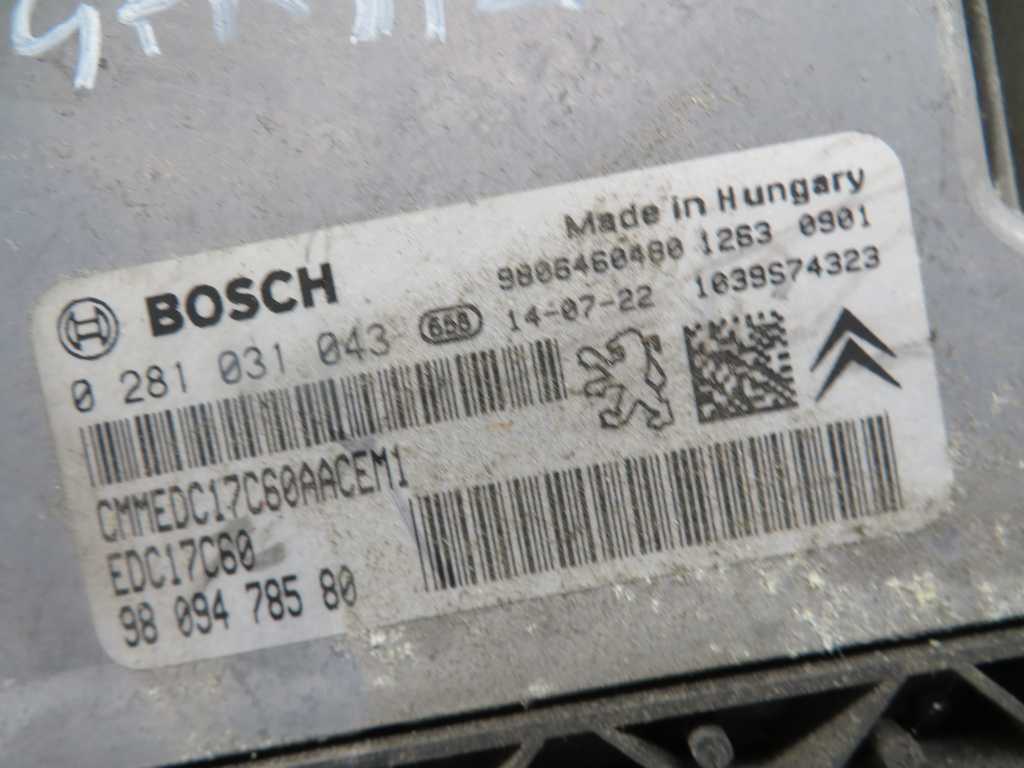 Made in Hungary
9806460480 1263 0901
BOSCH
0 281 031 043 658 14-07-22 1039S74323
CMMEDC17C60AACEM1
EDC17C60
98 094 785 80